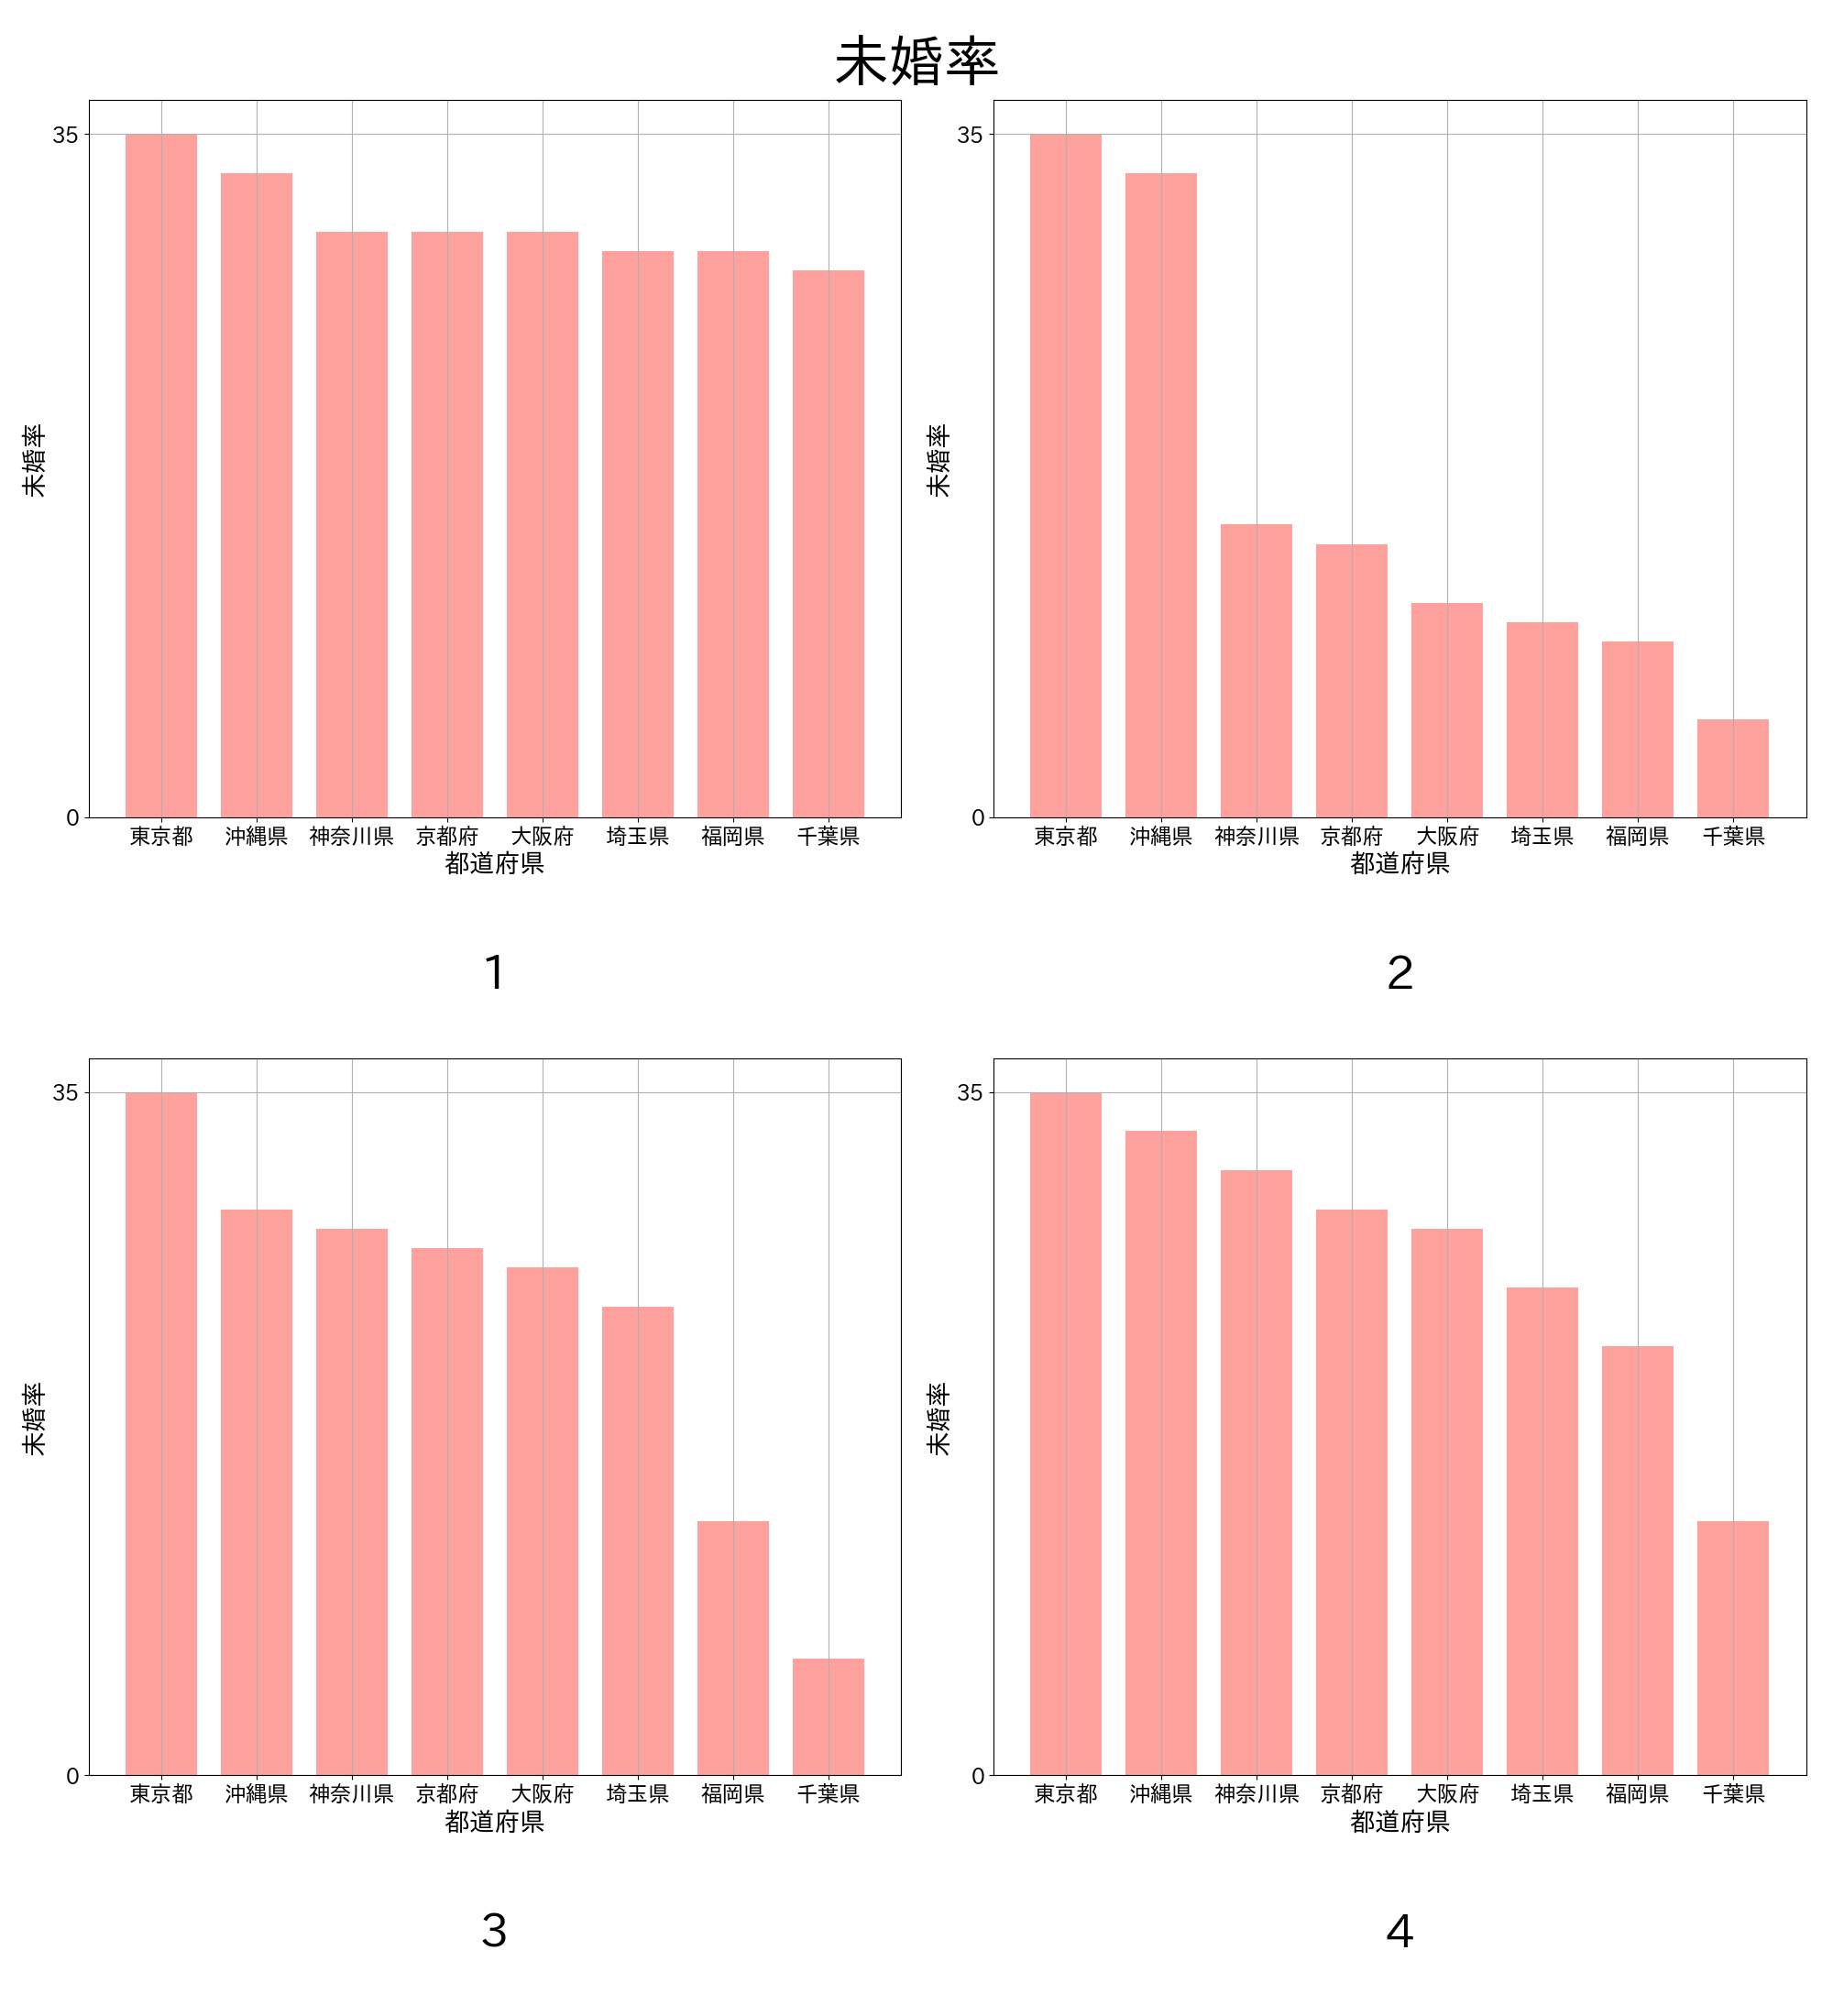 未婚率
35
0
未婚率
東京都 沖縄県 神奈川県 京都府 大阪府 埼玉県 福岡県 千葉県
都道府県
1
35
0
未婚率
東京都 沖縄県 神奈川県 京都府 大阪府 埼玉県 福岡県 千葉県
都道府県
2
35
0
未婚率
東京都 沖縄県 神奈川県 京都府 大阪府 埼玉県 福岡県 千葉県
都道府県
3
35
0
未婚率
東京都 沖縄県 神奈川県 京都府 大阪府 埼玉県 福岡県 千葉県
都道府県
4